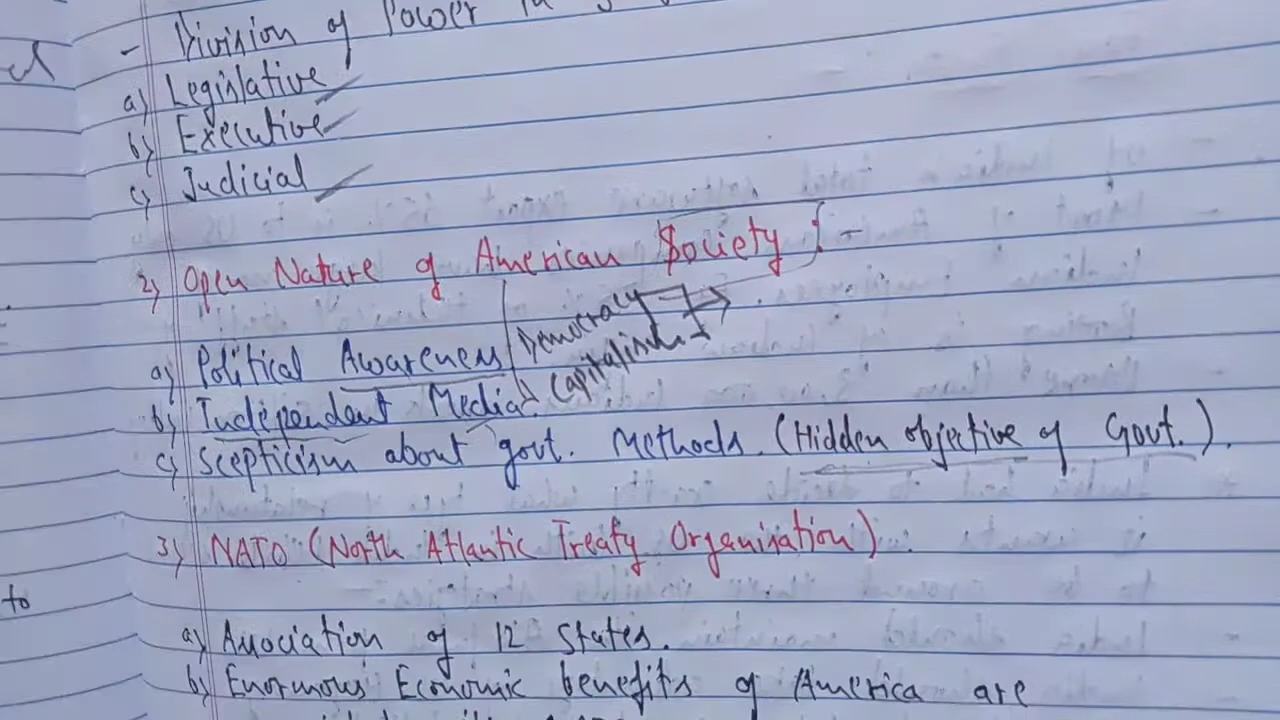 - Division of Power in
a) Legislative
b) Executive
c) Judicial
2) Open Nature of American Society :-
Democracy
a) Political Awareness
Capitalism
b) Independent Media
c) Scepticism about govt. Methods. (Hidden objective of Govt.).
3) NATO (North Atlantic Treaty Organisation).
to
a) Association of 12 States.
b) Enormous Economic benefits of America are